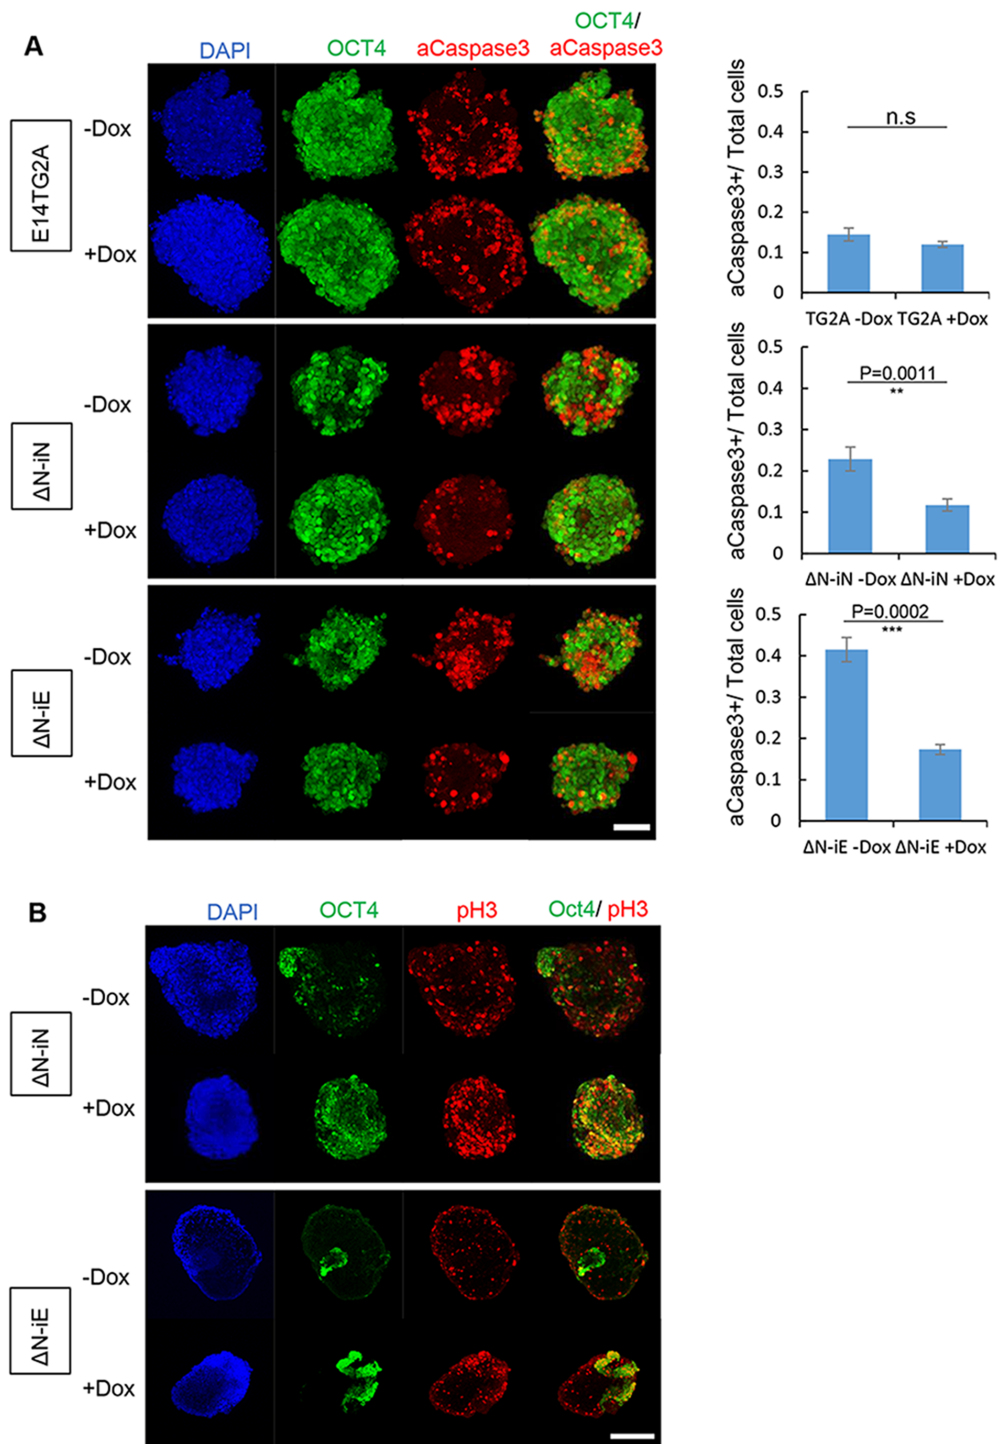 A
DAPI
OCT4
aCaspase3
OCT4/
aCaspase3
E14TG2A
-Dox
+Dox
ΔN-iN
-Dox
+Dox
ΔN-iE
-Dox
+Dox
aCaspase3+/ Total cells
0.5
0.4
0.3
0.2
0.1
0
n.s
TG2A -Dox TG2A +Dox
aCaspase3+/ Total cells
0.5
0.4
0.3
0.2
0.1
0
P=0.0011
**
ΔN-iN -Dox ΔN-iN +Dox
aCaspase3+/ Total cells
0.5
0.4
0.3
0.2
0.1
0
P=0.0002
***
ΔN-iE -Dox ΔN-iE +Dox
B
DAPI
OCT4
pH3
Oct4/ pH3
ΔN-iN
-Dox
+Dox
ΔN-iE
-Dox
+Dox